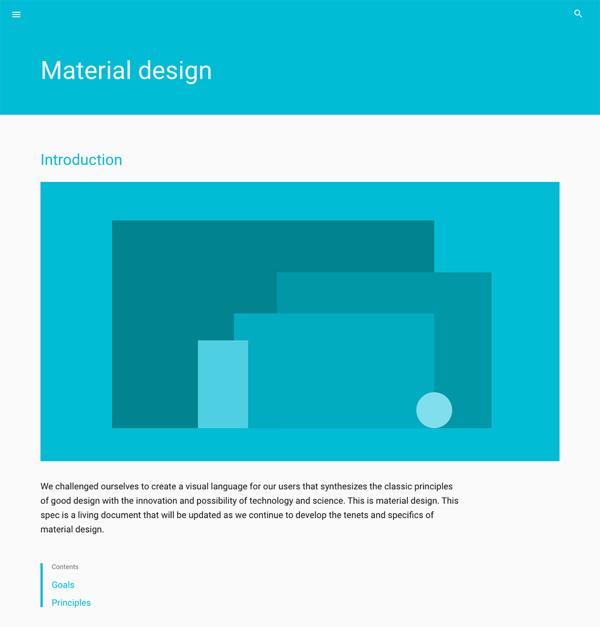 Material design
Introduction
We challenged ourselves to create a visual language for our users that synthesizes the classic principles
of good design with the innovation and possibility of technology and science. This is material design. This
spec is a living document that will be updated as we continue to develop the tenets and specifics of
material design.
Contents
Goals
Principles